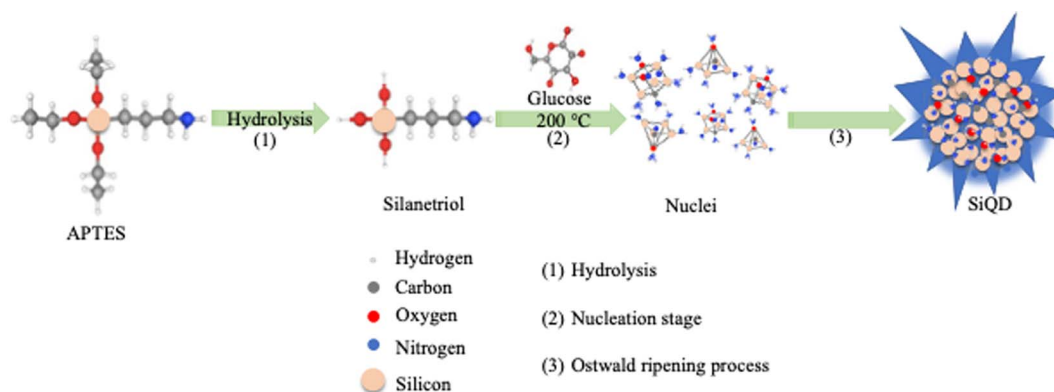 Hydrolysis
(1)
Glucose
200 °C
(2)
(3)
APTES
Silanetriol
Nuclei
SiQD
Hydrogen
Carbon
Oxygen
Nitrogen
Silicon
(1) Hydrolysis
(2) Nucleation stage
(3) Ostwald ripening process